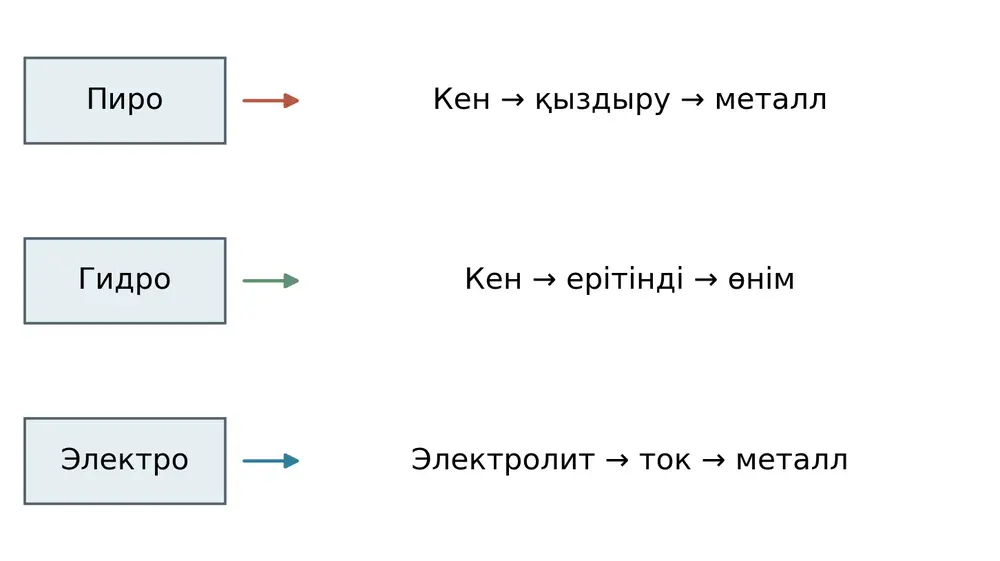 Пиро
Кен → қыздыру → металл
Гидро
Кен → ерітінді → өнім
Электро
Электролит → ток → металл